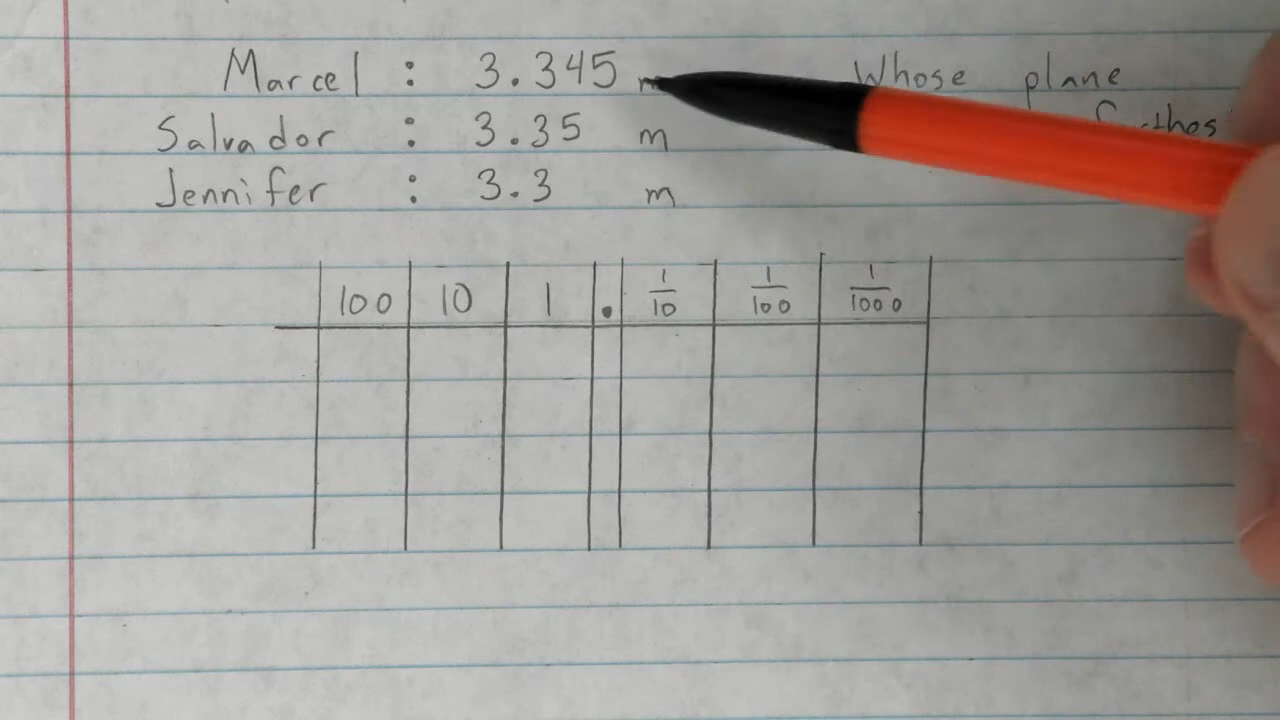 Marcel : 3.345 m Whose plane
Salvador : 3.35 m
Jennifer : 3.3 m
100 10 1 . 1/10 1/100 1/1000